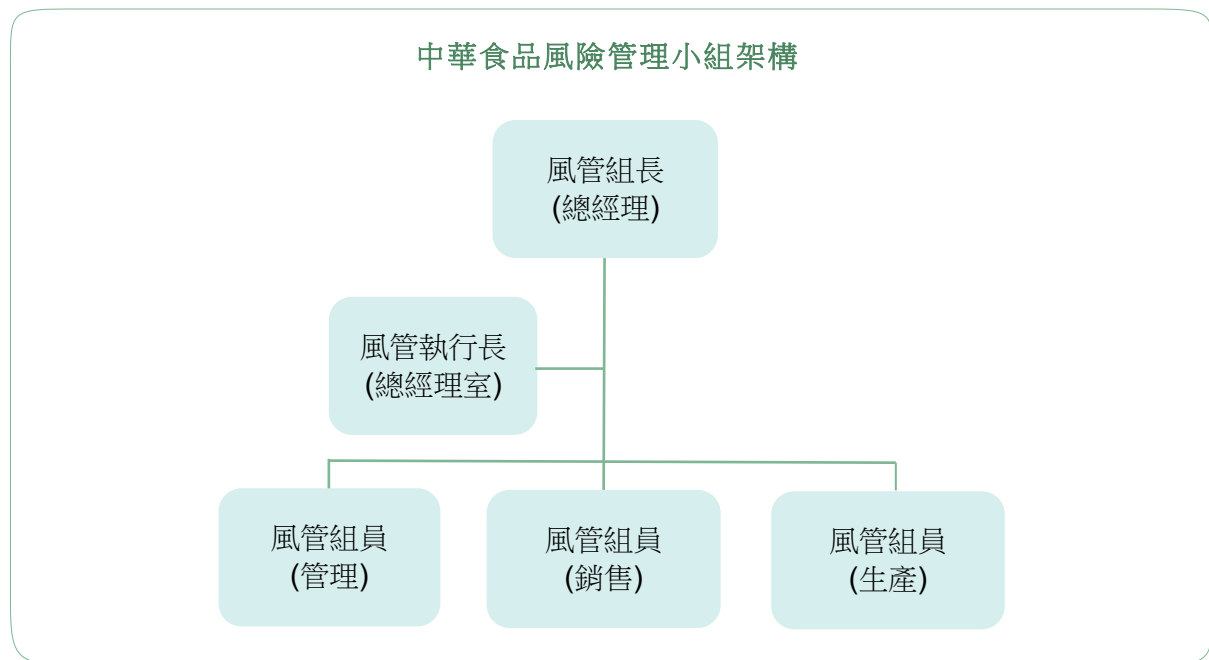 中華食品風險管理小組架構
風管組長
(總經理)
風管執行長
(總經理室)
風管組員
(管理)
風管組員
(銷售)
風管組員
(生產)